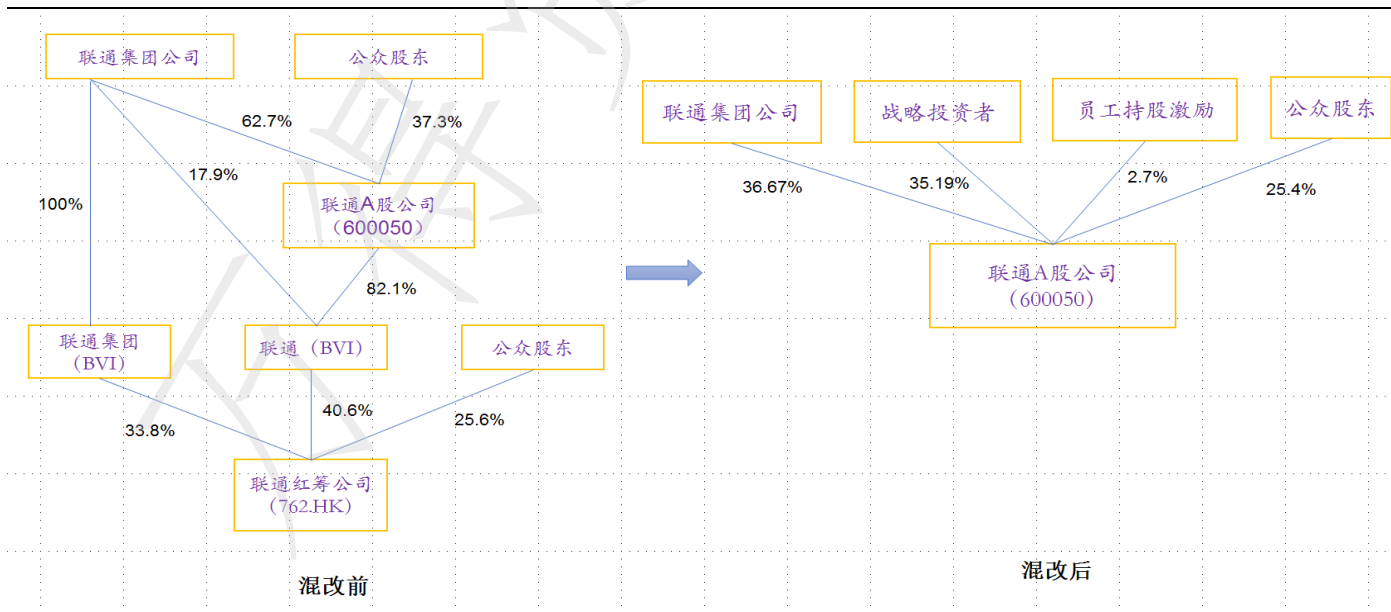 联通集团公司
公众股东
62.7%
37.3%
17.9%
100%
联通A股公司
（600050）
82.1%
联通集团
（BVI）
联通（BVI）
公众股东
33.8%
40.6%
25.6%
联通红筹公司
（762.HK）
混改前
联通集团公司
战略投资者
员工持股激励
公众股东
36.67%
35.19%
2.7%
25.4%
联通A股公司
（600050）
混改后